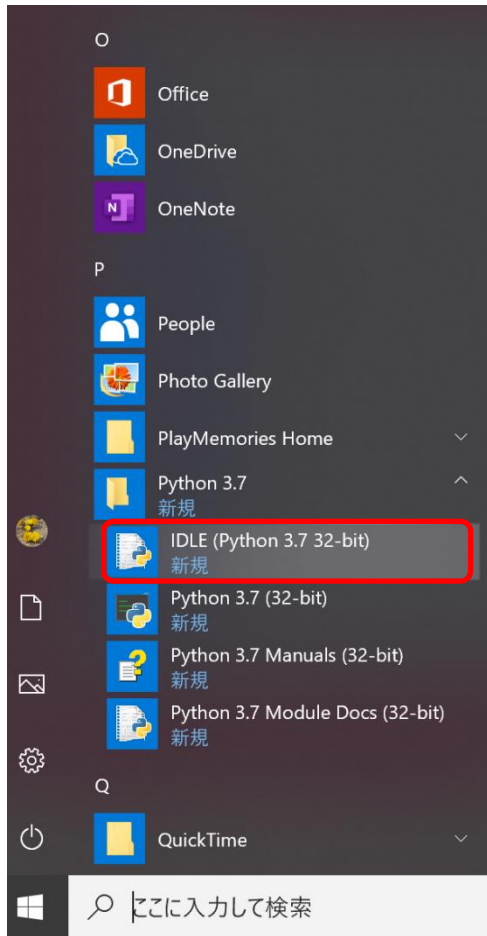 O
Office
OneDrive
OneNote
P
People
Photo Gallery
PlayMemories Home
Python 3.7
新規
IDLE (Python 3.7 32-bit)
新規
Python 3.7 (32-bit)
新規
Python 3.7 Manuals (32-bit)
新規
Python 3.7 Module Docs (32-bit)
新規
Q
QuickTime
ここに入力して検索